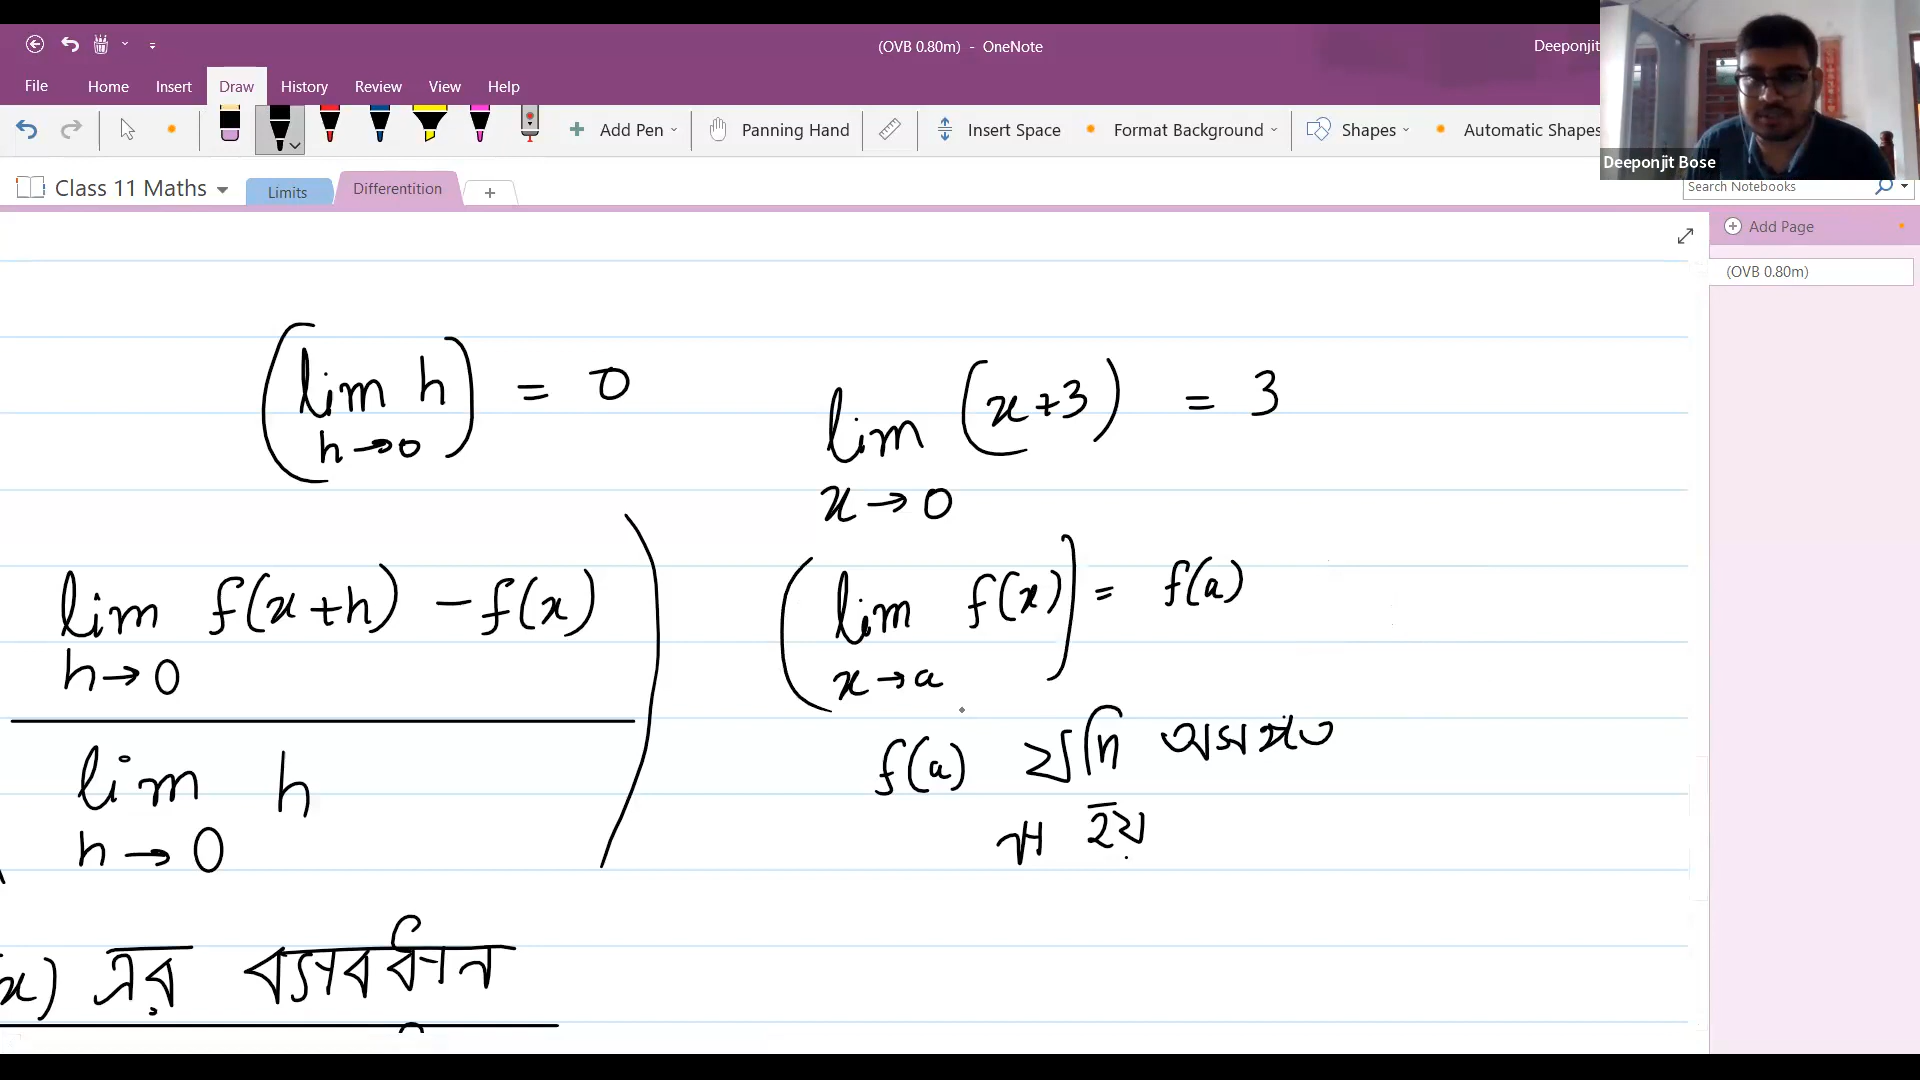 (OVB 0.80m) - OneNote
Deeponjit
File Home Insert Draw History Review View Help
Add Pen Panning Hand Insert Space Format Background Shapes Automatic Shapes
Deeponjit Bose
Class 11 Maths Limits Differentition
Search Notebooks
Add Page
(OVB 0.80m)
(lim h) = 0
h→0
lim (x+3) = 3
x→0
lim f(x+h) - f(x)
h→0
lim h
h→0
(lim f(x)) = f(a)
x→a
f(a) যদি
না হয়
x) এর